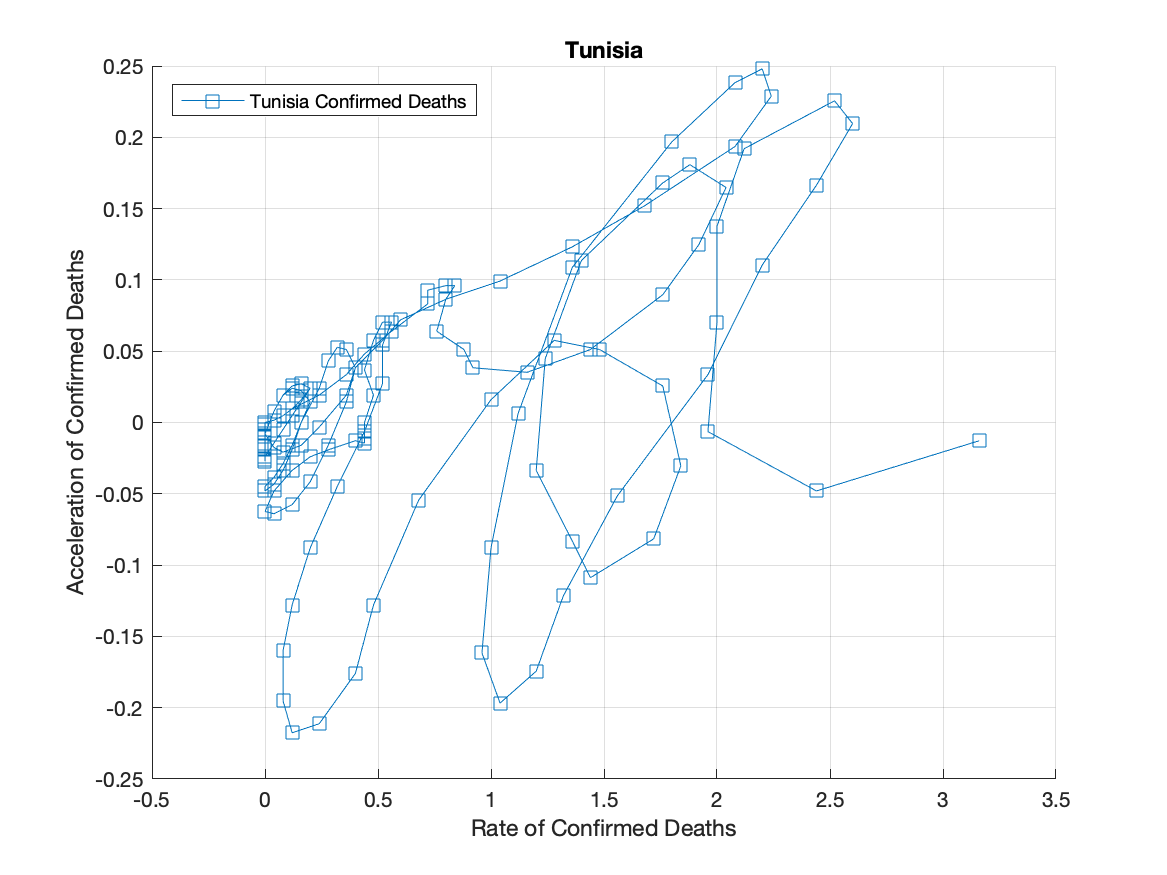 Tunisia
Tunisia Confirmed Deaths
Acceleration of Confirmed Deaths
0.25
0.2
0.15
0.1
0.05
0
-0.05
-0.1
-0.15
-0.2
-0.25
-0.5 0 0.5 1 1.5 2 2.5 3 3.5
Rate of Confirmed Deaths